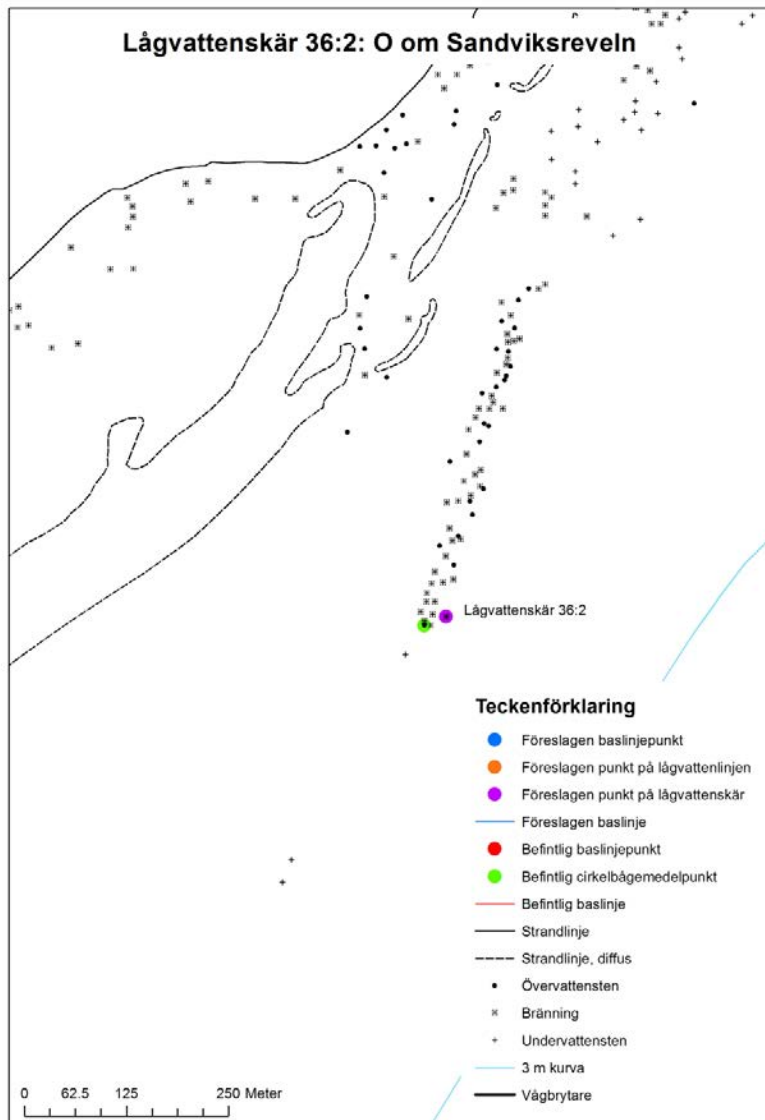 Lågvattenskär 36:2: O om Sandviksreveln
Lågvattenskär 36:2
Teckenförklaring
Föreslagen baslinjepunkt
Föreslagen punkt på lågvattenlinjen
Föreslagen punkt på lågvattenskär
Föreslagen baslinje
Befintlig baslinjepunkt
Befintlig cirkelbågemedelpunkt
Befintlig baslinje
Strandlinje
Strandlinje, diffus
Övervattensten
Bränning
Undervattensten
3 m kurva
Vågbrytare
0 62.5 125 250 Meter